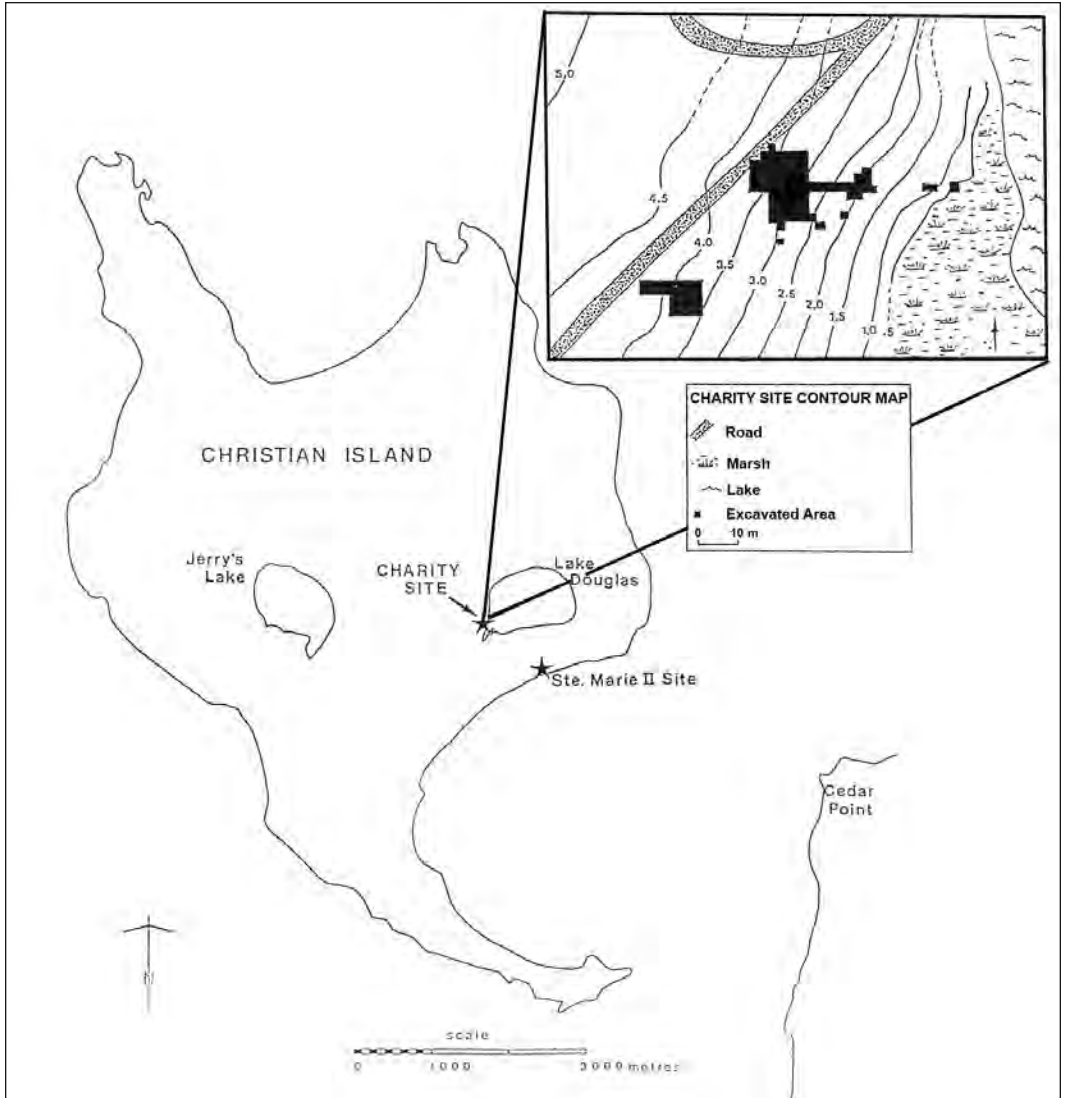 5.0
4.5
4.0
3.5
3.0
2.5
2.0
1.5
1.0
.5
CHARITY SITE CONTOUR MAP
Road
Marsh
Lake
Excavated Area
0 10 m
CHRISTIAN ISLAND
Jerry's
Lake
CHARITY
SITE
Lake
Douglas
Ste. Marie II Site
Cedar
Point
N
scale
0 1000 3000 metres